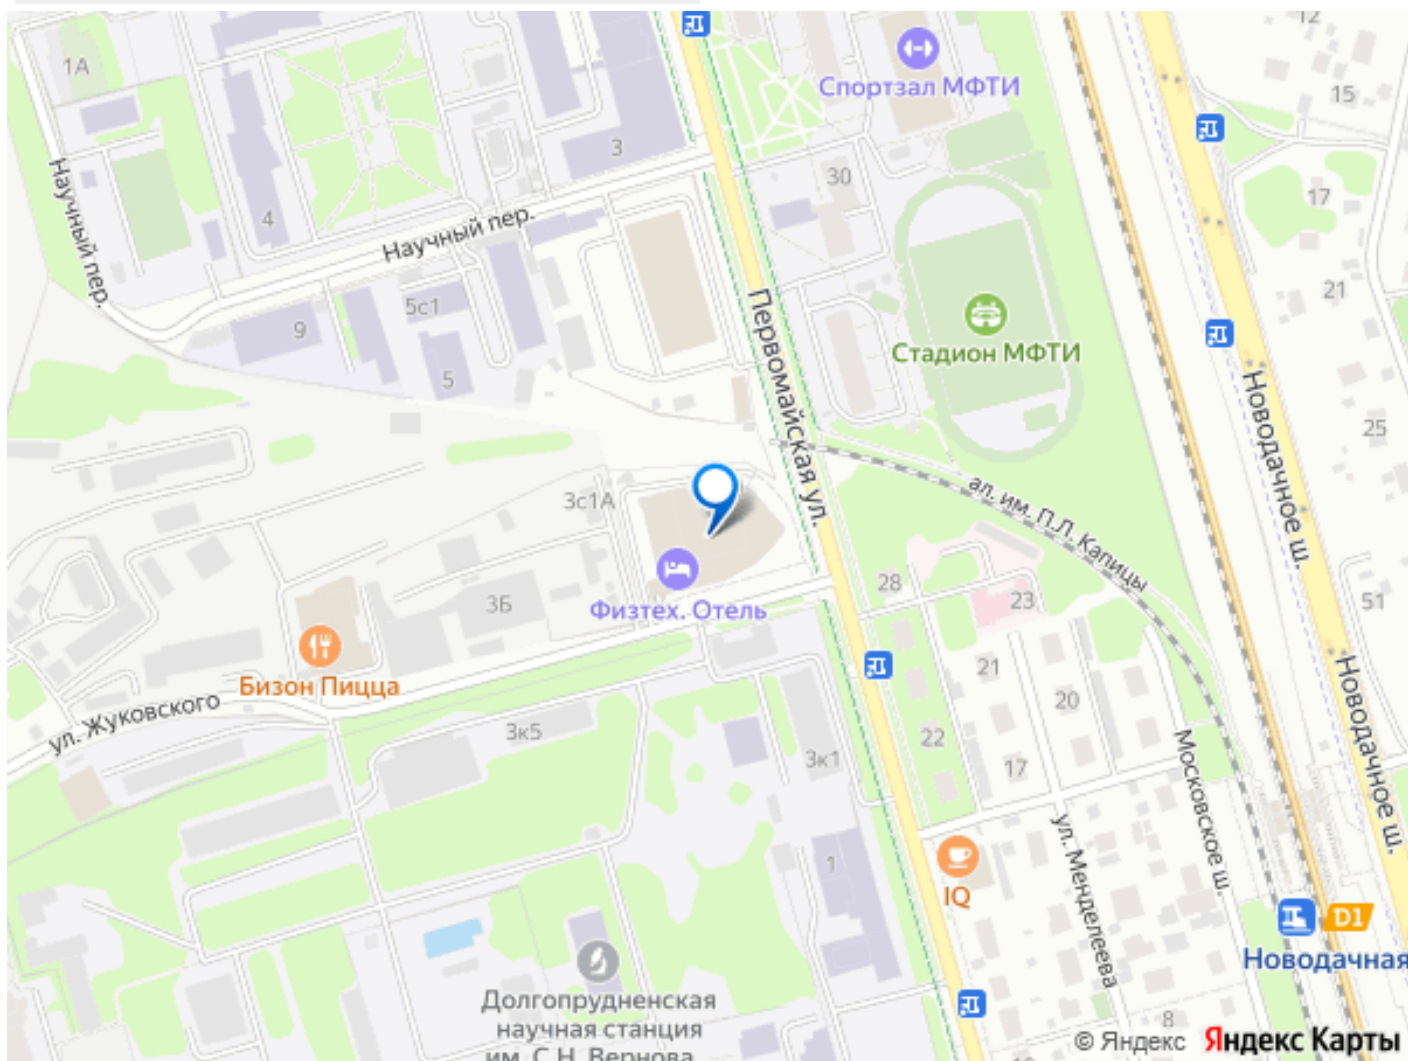 12
1А
Спортзал МФТИ
15
3
Научный пер.
30
17
4
Научный пер.
21
5с1
9
Первомайская ул.
Стадион МФТИ
5
Новодачное ш.
25
3с1А
ал. им. П.Л. Капицы
28
23
51
3Б
Физтех. Отель
21
Бизон Пицца
20
Новодачное ш.
ул. Жуковского
3к5
22
3к1
17
Московское ш.
ул. Менделеева
1
IQ
D1
Новодачная
Долгопрудненская
научная станция
им. С.Н. Вернова
8
© Яндекс Яндекс Карты